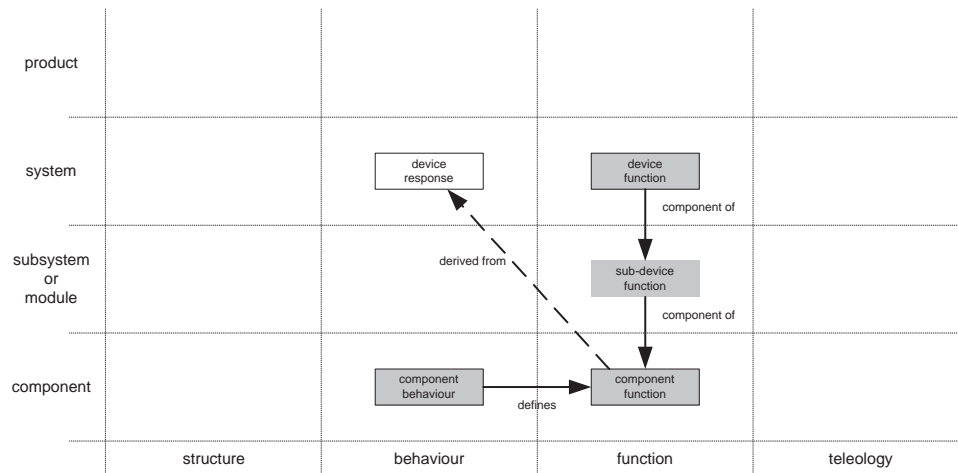 product
system
device
response
device
function
component of
subsystem
or
module
derived from
sub-device
function
component of
component
component
behaviour
defines
component
function
structure
behaviour
function
teleology